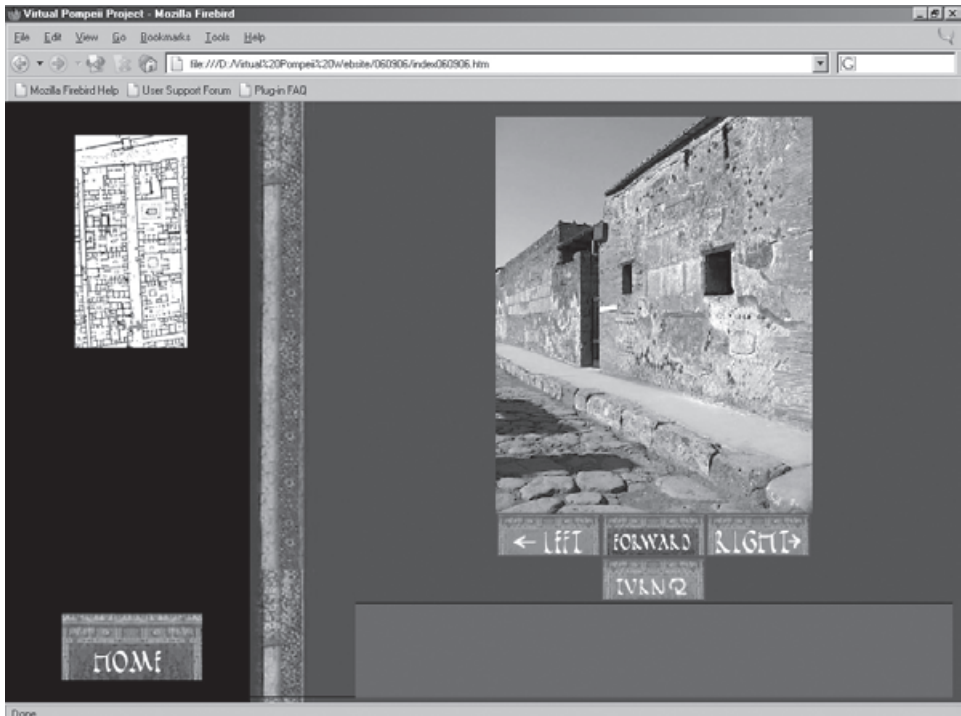 Virtual Pompeii Project - Mozilla Firebird
File Edit View Go Bookmarks Tools Help
file:///D:/Virtual%20Pompeii%20Website/060906/index060906.htm
G
Mozilla Firebird Help User Support Forum Plug-in FAQ
← LEFT FORWARD RIGHT→
TVRN
HOME
Done